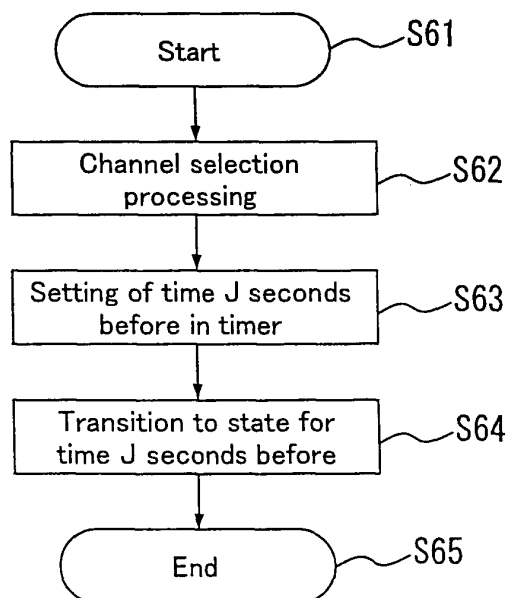 Start
S61
Channel selection
processing
S62
Setting of time J seconds
before in timer
S63
Transition to state for
time J seconds before
S64
End
S65